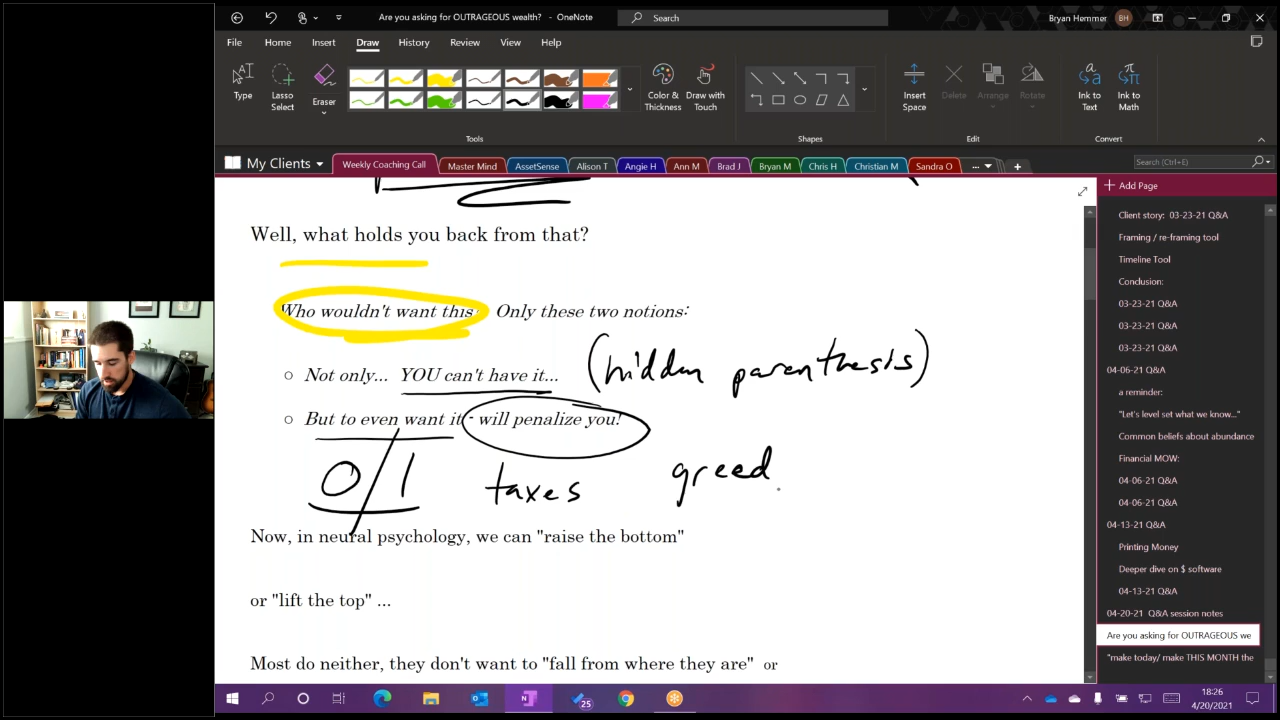 Are you asking for OUTRAGEOUS wealth? - OneNote
Search
Bryan Hemmer BH
File Home Insert Draw History Review View Help
Type
Lasso Select
Eraser
Color & Thickness
Draw with Touch
Insert Space
Delete
Arrange
Rotate
Ink to Text
Ink to Math
Tools
Shapes
Edit
Convert
My Clients
Weekly Coaching Call Master Mind AssetSense Alison T Angie H Ann M Brad J Bryan M Chris H Christian M Sandra O ...
Search (Ctrl+E)
Well, what holds you back from that?
Who wouldn't want this Only these two notions:
Not only... YOU can't have it... (hidden parenthesis)
But to even want it - will penalize you!
0/1 taxes greed
Now, in neural psychology, we can "raise the bottom"
or "lift the top" ...
Most do neither, they don't want to "fall from where they are" or
Add Page
Client story: 03-23-21 Q&A
Framing / re-framing tool
Timeline Tool
Conclusion:
03-23-21 Q&A
03-23-21 Q&A
03-23-21 Q&A
04-06-21 Q&A
a reminder:
"Let's level set what we know..."
Common beliefs about abundance
Financial MOW:
04-06-21 Q&A
04-06-21 Q&A
04-13-21 Q&A
Printing Money
Deeper dive on $ software
04-13-21 Q&A
04-20-21 Q&A session notes
Are you asking for OUTRAGEOUS we
"make today/ make THIS MONTH the
25
18:26
4/20/2021